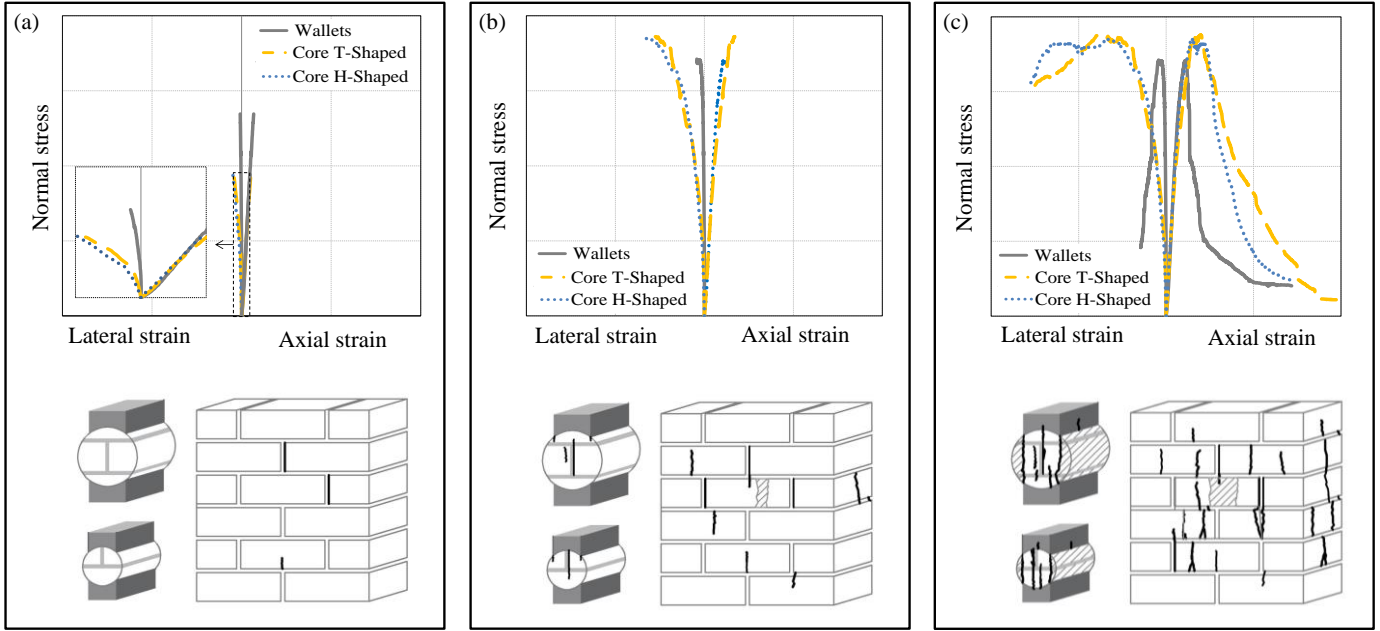 (a)
Wallets
Core T-Shaped
Core H-Shaped
Normal stress
Lateral strain
Axial strain
(b)
Normal stress
Wallets
Core T-Shaped
Core H-Shaped
Lateral strain
Axial strain
(c)
Normal stress
Wallets
Core T-Shaped
Core H-Shaped
Lateral strain
Axial strain